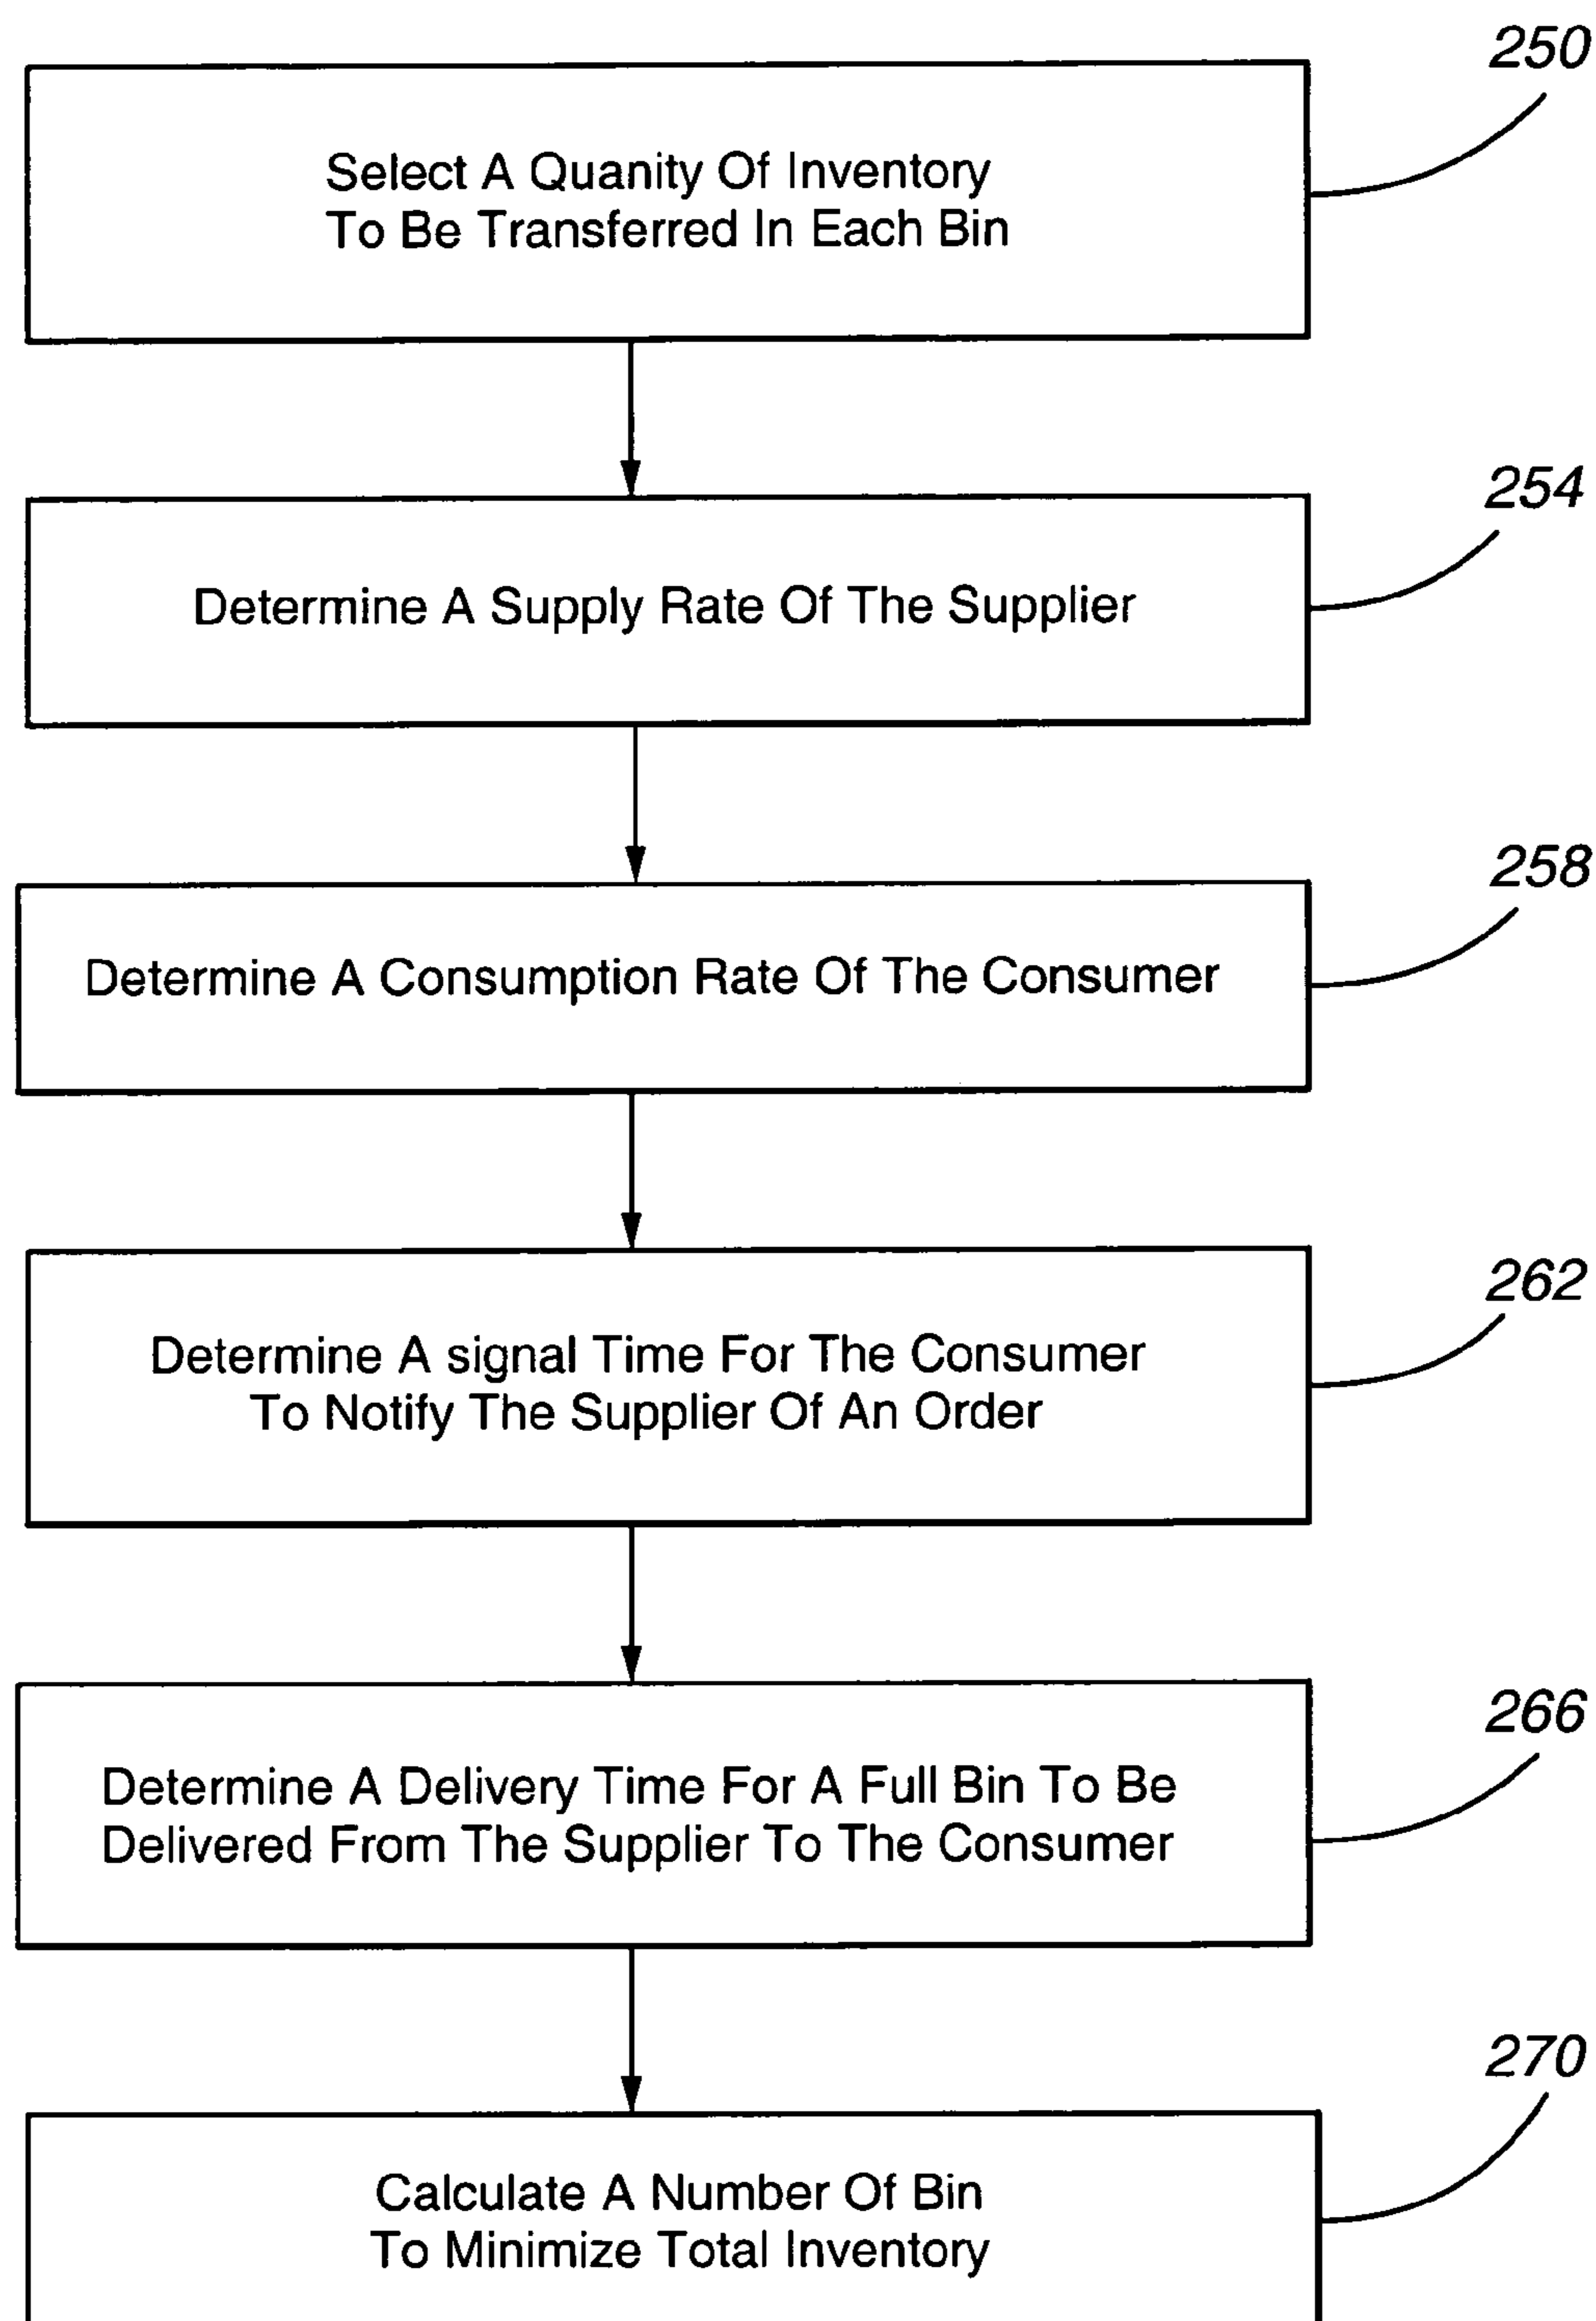 250
Select A Quanity Of Inventory
To Be Transferred In Each Bin
254
Determine A Supply Rate Of The Supplier
258
Determine A Consumption Rate Of The Consumer
262
Determine A signal Time For The Consumer
To Notify The Supplier Of An Order
266
Determine A Delivery Time For A Full Bin To Be
Delivered From The Supplier To The Consumer
270
Calculate A Number Of Bin
To Minimize Total Inventory